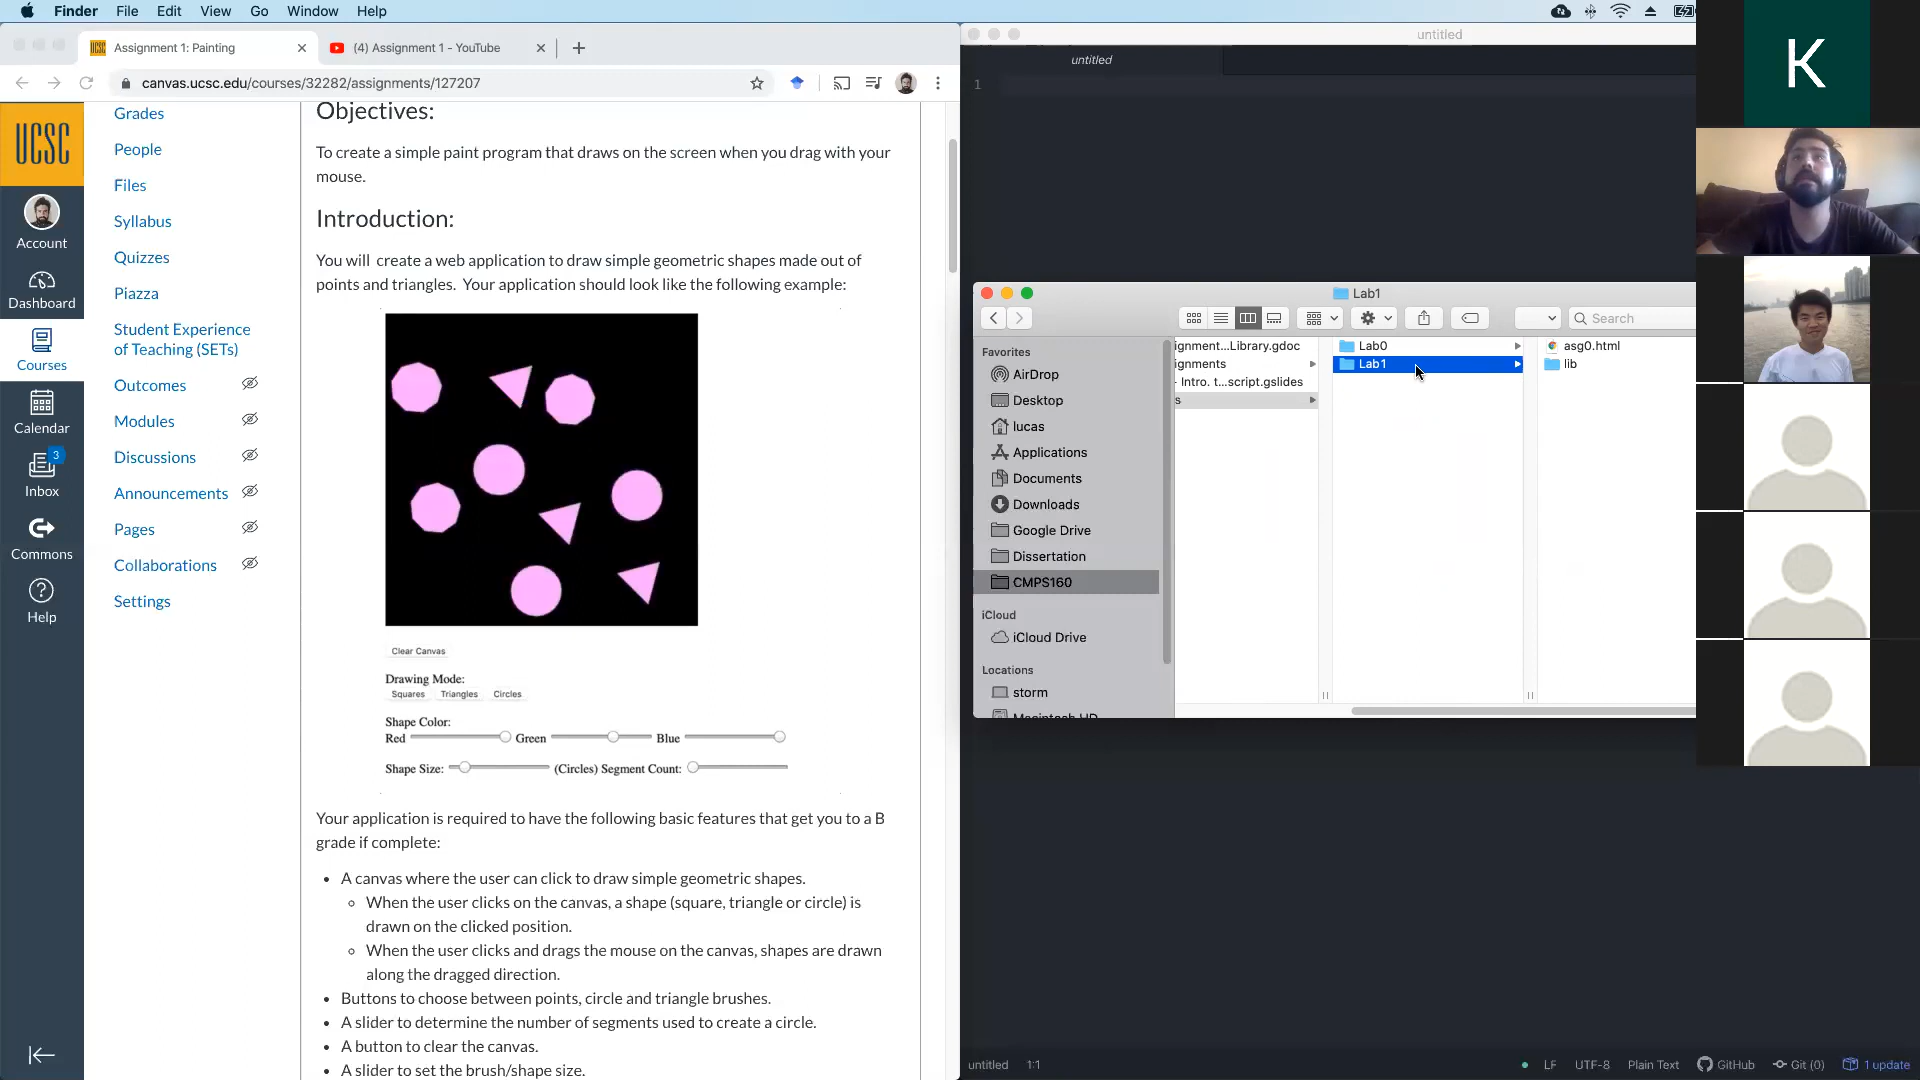 Finder File Edit View Go Window Help
Assignment 1: Painting
(4) Assignment 1 - YouTube
canvas.ucsc.edu/courses/32282/assignments/127207
UCSC
Account
Dashboard
Courses
Calendar
3
Inbox
Commons
Help
Grades
People
Files
Syllabus
Quizzes
Piazza
Student Experience
of Teaching (SETs)
Outcomes
Modules
Discussions
Announcements
Pages
Collaborations
Settings
Objectives:
To create a simple paint program that draws on the screen when you drag with your
mouse.
Introduction:
You will create a web application to draw simple geometric shapes made out of
points and triangles. Your application should look like the following example:
Clear Canvas
Drawing Mode:
Squares Triangles Circles
Shape Color:
Red Green Blue
Shape Size: (Circles) Segment Count:
Your application is required to have the following basic features that get you to a B
grade if complete:
• A canvas where the user can click to draw simple geometric shapes.
◦ When the user clicks on the canvas, a shape (square, triangle or circle) is
drawn on the clicked position.
◦ When the user clicks and drags the mouse on the canvas, shapes are drawn
along the dragged direction.
• Buttons to choose between points, circle and triangle brushes.
• A slider to determine the number of segments used to create a circle.
• A button to clear the canvas.
• A slider to set the brush/shape size.
untitled
untitled
1
Lab1
Search
Favorites
AirDrop
Desktop
lucas
Applications
Documents
Downloads
Google Drive
Dissertation
CMPS160
iCloud
iCloud Drive
Locations
storm
Macintosh HD
ignment...Library.gdoc
ignments
- Intro. t...script.gslides
s
Lab0
Lab1
asg0.html
lib
untitled 1:1
LF UTF-8 Plain Text GitHub Git (0) 1 update
K